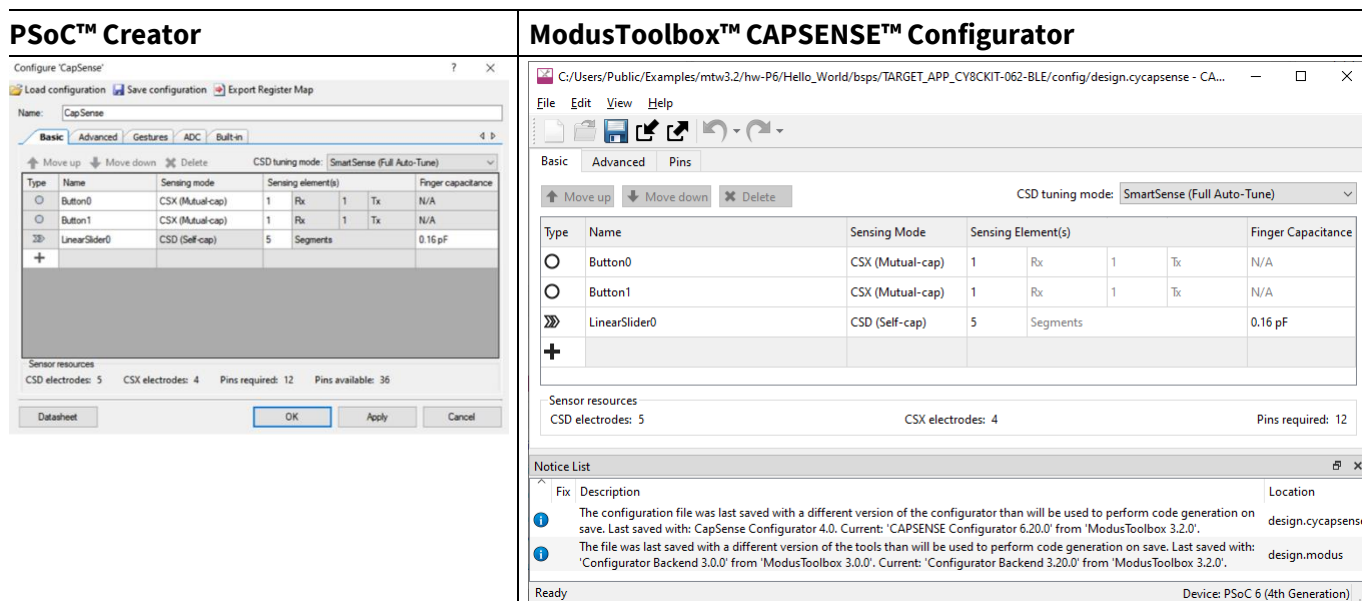 PSoC™ Creator
Configure 'CapSense' ? ×
Load configuration Save configuration Export Register Map
Name: CapSense
Basic Advanced Gestures ADC Built-in
Move up Move down Delete CSD tuning mode: SmartSense (Full Auto-Tune)
Type Name Sensing mode Sensing element(s) Finger capacitance
Button0 CSX (Mutual-cap) 1 Rx 1 Tx N/A
Button1 CSX (Mutual-cap) 1 Rx 1 Tx N/A
LinearSlider0 CSD (Self-cap) 5 Segments 0.16 pF
Sensor resources
CSD electrodes: 5 CSX electrodes: 4 Pins required: 12 Pins available: 36
Datasheet OK Apply Cancel
ModusToolbox™ CAPSENSE™ Configurator
C:/Users/Public/Examples/mtw3.2/hw-P6/Hello_World/bsps/TARGET_APP_CY8CKIT-062-BLE/config/design.cycapsense - CA...
File Edit View Help
Basic Advanced Pins
Move up Move down Delete CSD tuning mode: SmartSense (Full Auto-Tune)
Type Name Sensing Mode Sensing Element(s) Finger Capacitance
Button0 CSX (Mutual-cap) 1 Rx 1 Tx N/A
Button1 CSX (Mutual-cap) 1 Rx 1 Tx N/A
LinearSlider0 CSD (Self-cap) 5 Segments 0.16 pF
Sensor resources
CSD electrodes: 5 CSX electrodes: 4 Pins required: 12
Notice List
Fix Description Location
The configuration file was last saved with a different version of the configurator than will be used to perform code generation on
save. Last saved with: CapSense Configurator 4.0. Current: 'CAPSENSE Configurator 6.20.0' from 'ModusToolbox 3.2.0'. design.cycapsense
The file was last saved with a different version of the tools than will be used to perform code generation on save. Last saved with:
'Configurator Backend 3.0.0' from 'ModusToolbox 3.0.0'. Current: 'Configurator Backend 3.20.0' from 'ModusToolbox 3.2.0'. design.modus
Ready Device: PSoC 6 (4th Generation)